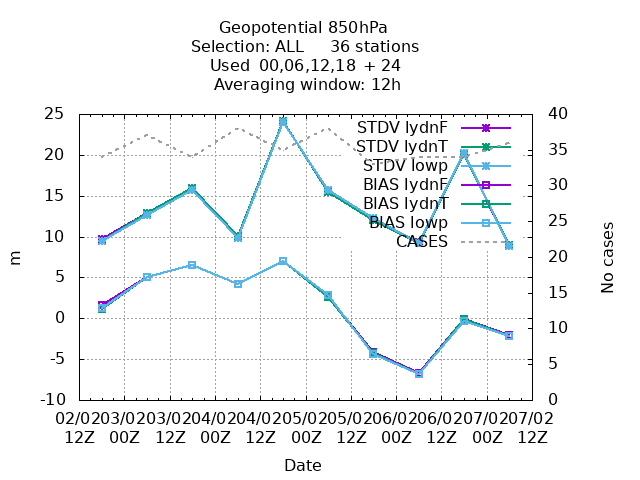 Geopotential 850hPa
Selection: ALL 36 stations
Used 00,06,12,18 + 24
Averaging window: 12h
25
20
15
10
5
0
-5
-10
m
40
35
30
25
20
15
10
5
0
No cases
STDV lydnF
STDV lydnT
STDV lowp
BIAS lydnF
BIAS lydnT
BIAS lowp
CASES
02/02 03/02 03/02 04/02 04/02 05/02 05/02 06/02 06/02 07/02 07/02
12Z 00Z 12Z 00Z 12Z 00Z 12Z 00Z 12Z 00Z 12Z
Date